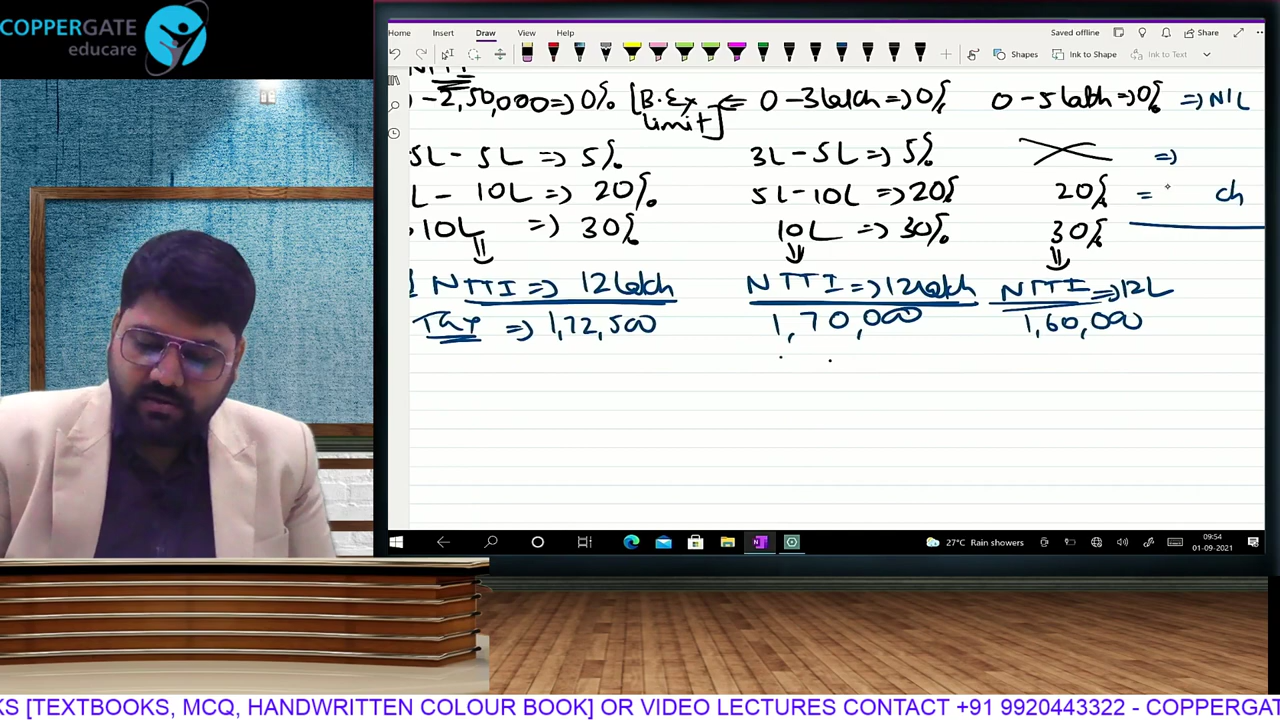 COPPERGATE
educare
Home Insert Draw View Help
Saved offline
Share
Shapes
Ink to Shape
Ink to Text
NTTI
-2,50,000=>0% [B.Ex limit] <= 0-3lakh=>0% 0-5lakh=>0% =>NIL
5L-5L => 5% 3L-5L=>5% =>
L-10L => 20% 5L-10L =>20% 20% = ch
10L => 30% 10L => 30% 30%
NTTI => 12lakh NTTI =>12lakh NTTI =>12L
Tax => 1,72,500 1,70,000 1,60,000
27°C Rain showers
09:54
01-09-2021
KS [TEXTBOOKS, MCQ, HANDWRITTEN COLOUR BOOK] OR VIDEO LECTURES CONTACT +91 9920443322 - COPPERGAT